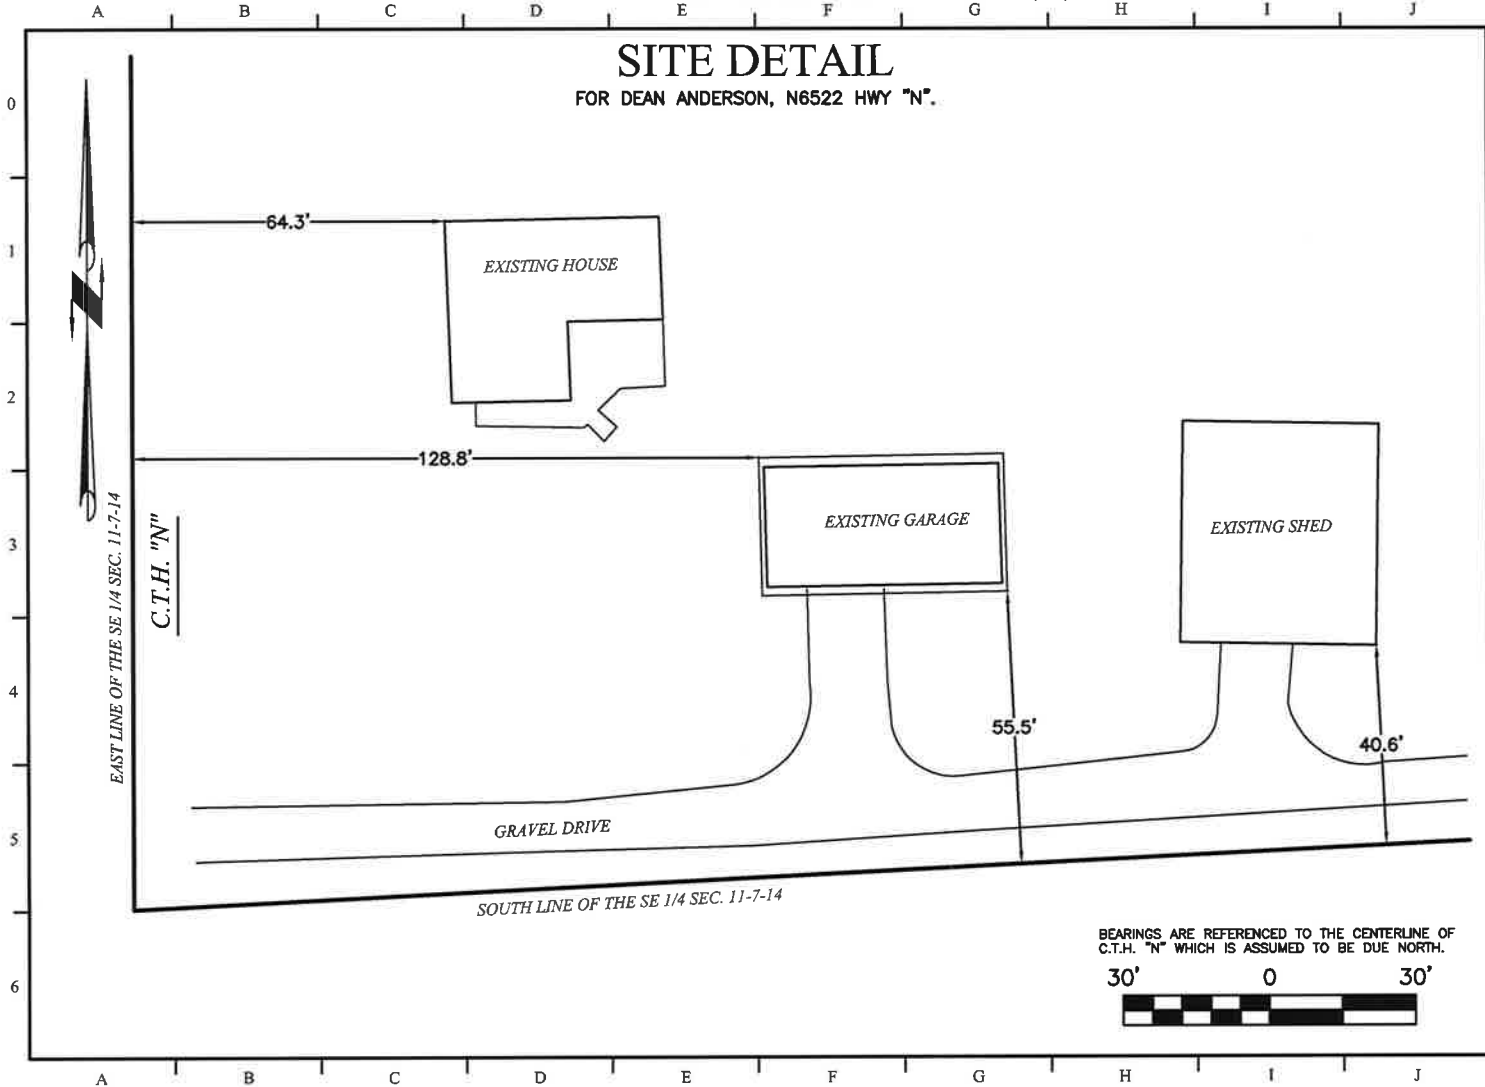 A B C D E F G H I J
SITE DETAIL
FOR DEAN ANDERSON, N6522 HWY "N".
0
1
2
3
4
5
6
64.3'
EXISTING HOUSE
128.8'
EXISTING GARAGE
EXISTING SHED
EAST LINE OF THE SE 1/4 SEC. 11-7-14
C.T.H. "N"
55.5'
40.6'
GRAVEL DRIVE
SOUTH LINE OF THE SE 1/4 SEC. 11-7-14
BEARINGS ARE REFERENCED TO THE CENTERLINE OF
C.T.H. "N" WHICH IS ASSUMED TO BE DUE NORTH.
30' 0 30'
A B C D E F G H I J